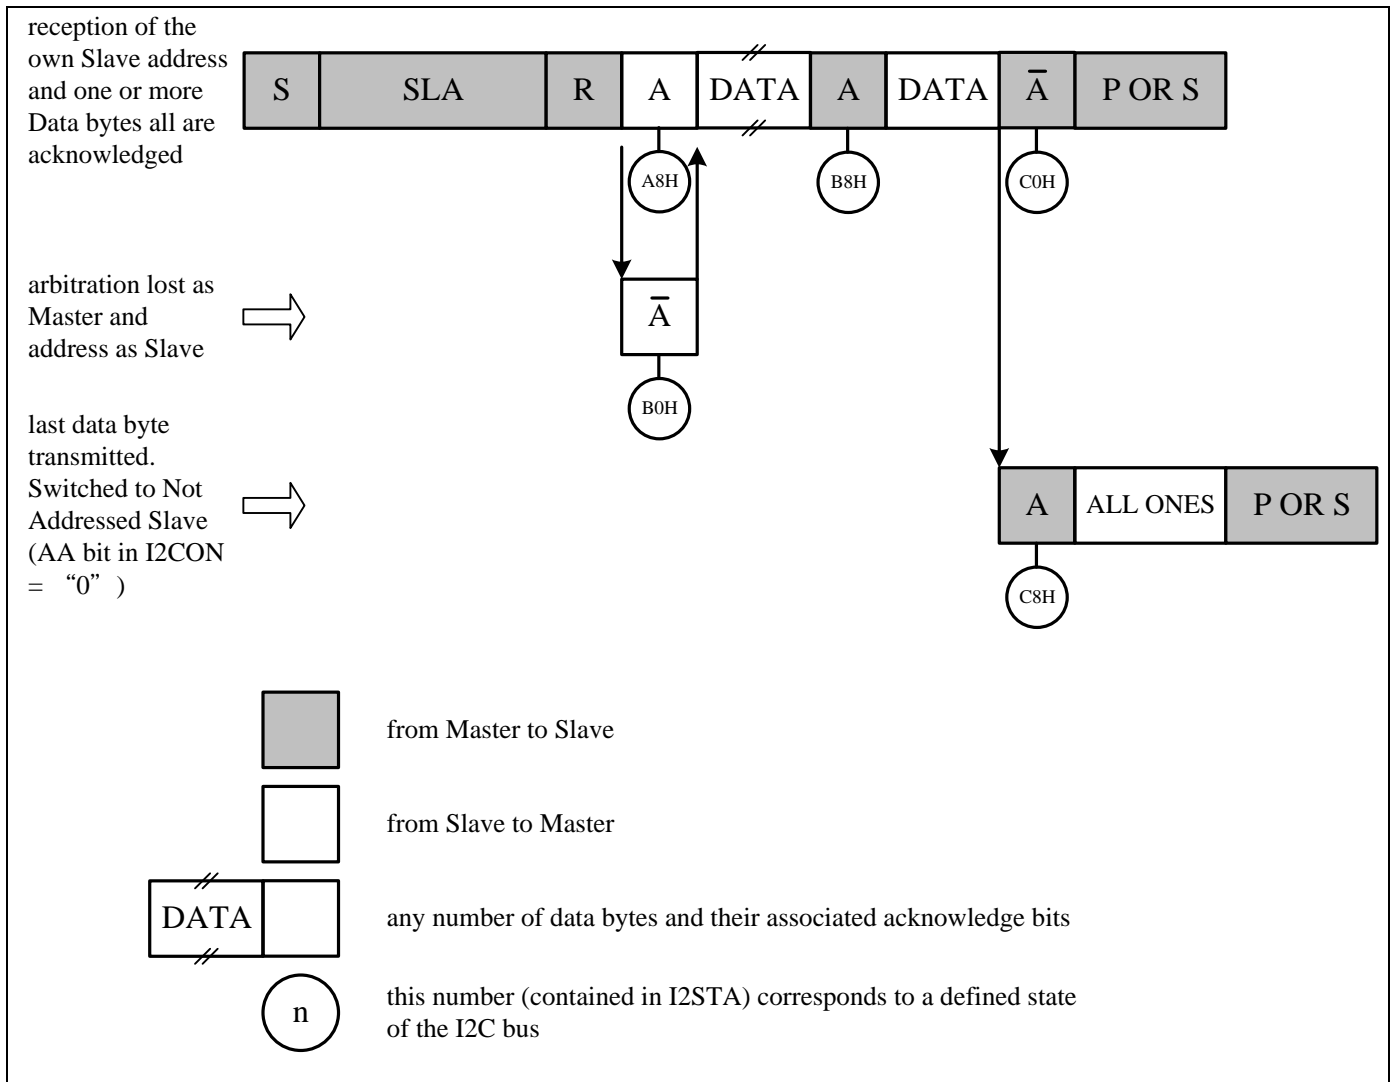 reception of the
own Slave address
and one or more
Data bytes all are
acknowledged
S SLA R A DATA A DATA Ā P OR S
A8H B8H C0H
arbitration lost as
Master and
address as Slave
Ā
B0H
last data byte
transmitted.
Switched to Not
Addressed Slave
(AA bit in I2CON
= “0” )
A ALL ONES P OR S
C8H
from Master to Slave
from Slave to Master
DATA any number of data bytes and their associated acknowledge bits
n this number (contained in I2STA) corresponds to a defined state
of the I2C bus